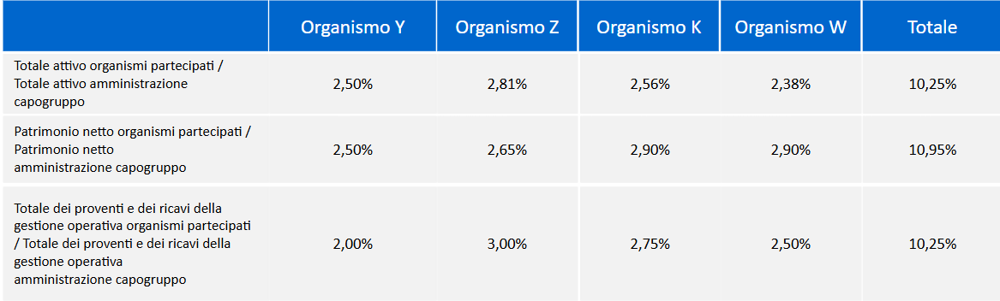 Organismo Y Organismo Z Organismo K Organismo W Totale
Totale attivo organismi partecipati /
Totale attivo amministrazione
capogruppo
2,50% 2,81% 2,56% 2,38% 10,25%
Patrimonio netto organismi partecipati /
Patrimonio netto
amministrazione capogruppo
2,50% 2,65% 2,90% 2,90% 10,95%
Totale dei proventi e dei ricavi della
gestione operativa organismi partecipati
/ Totale dei proventi e dei ricavi della
gestione operativa
amministrazione capogruppo
2,00% 3,00% 2,75% 2,50% 10,25%